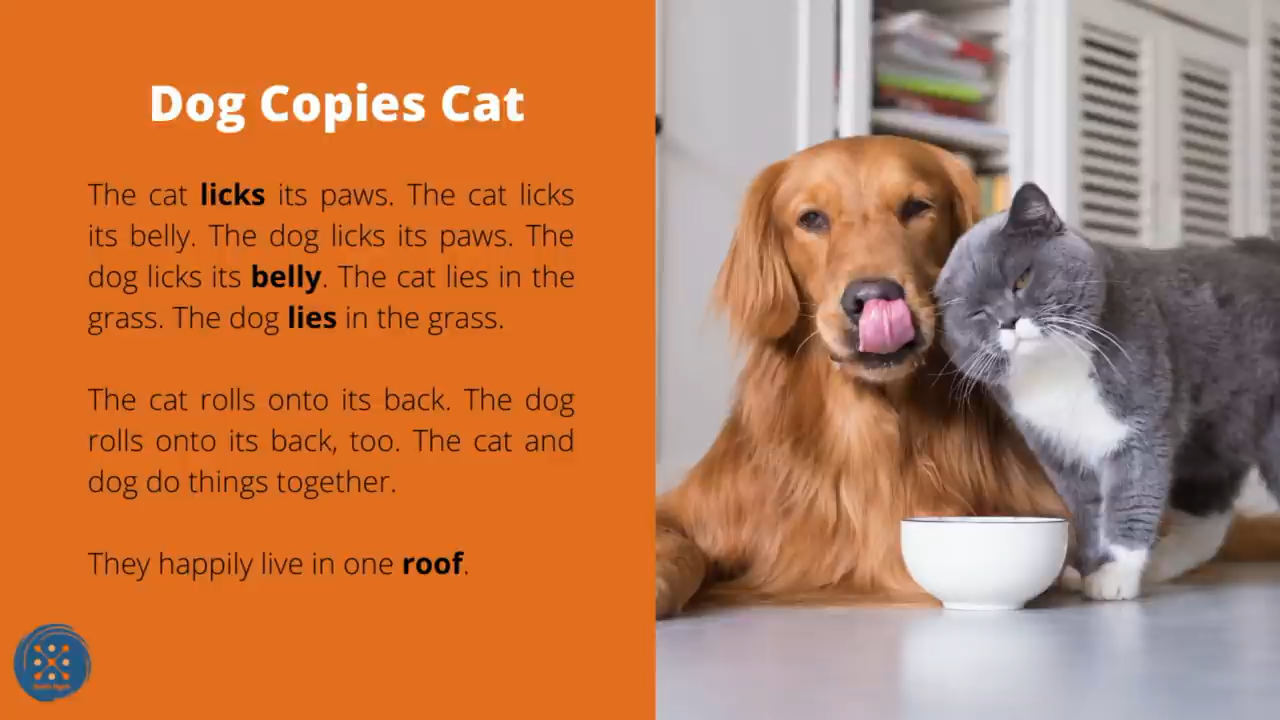 Dog Copies Cat
The cat licks its paws. The cat licks
its belly. The dog licks its paws. The
dog licks its belly. The cat lies in the
grass. The dog lies in the grass.
The cat rolls onto its back. The dog
rolls onto its back, too. The cat and
dog do things together.
They happily live in one roof.